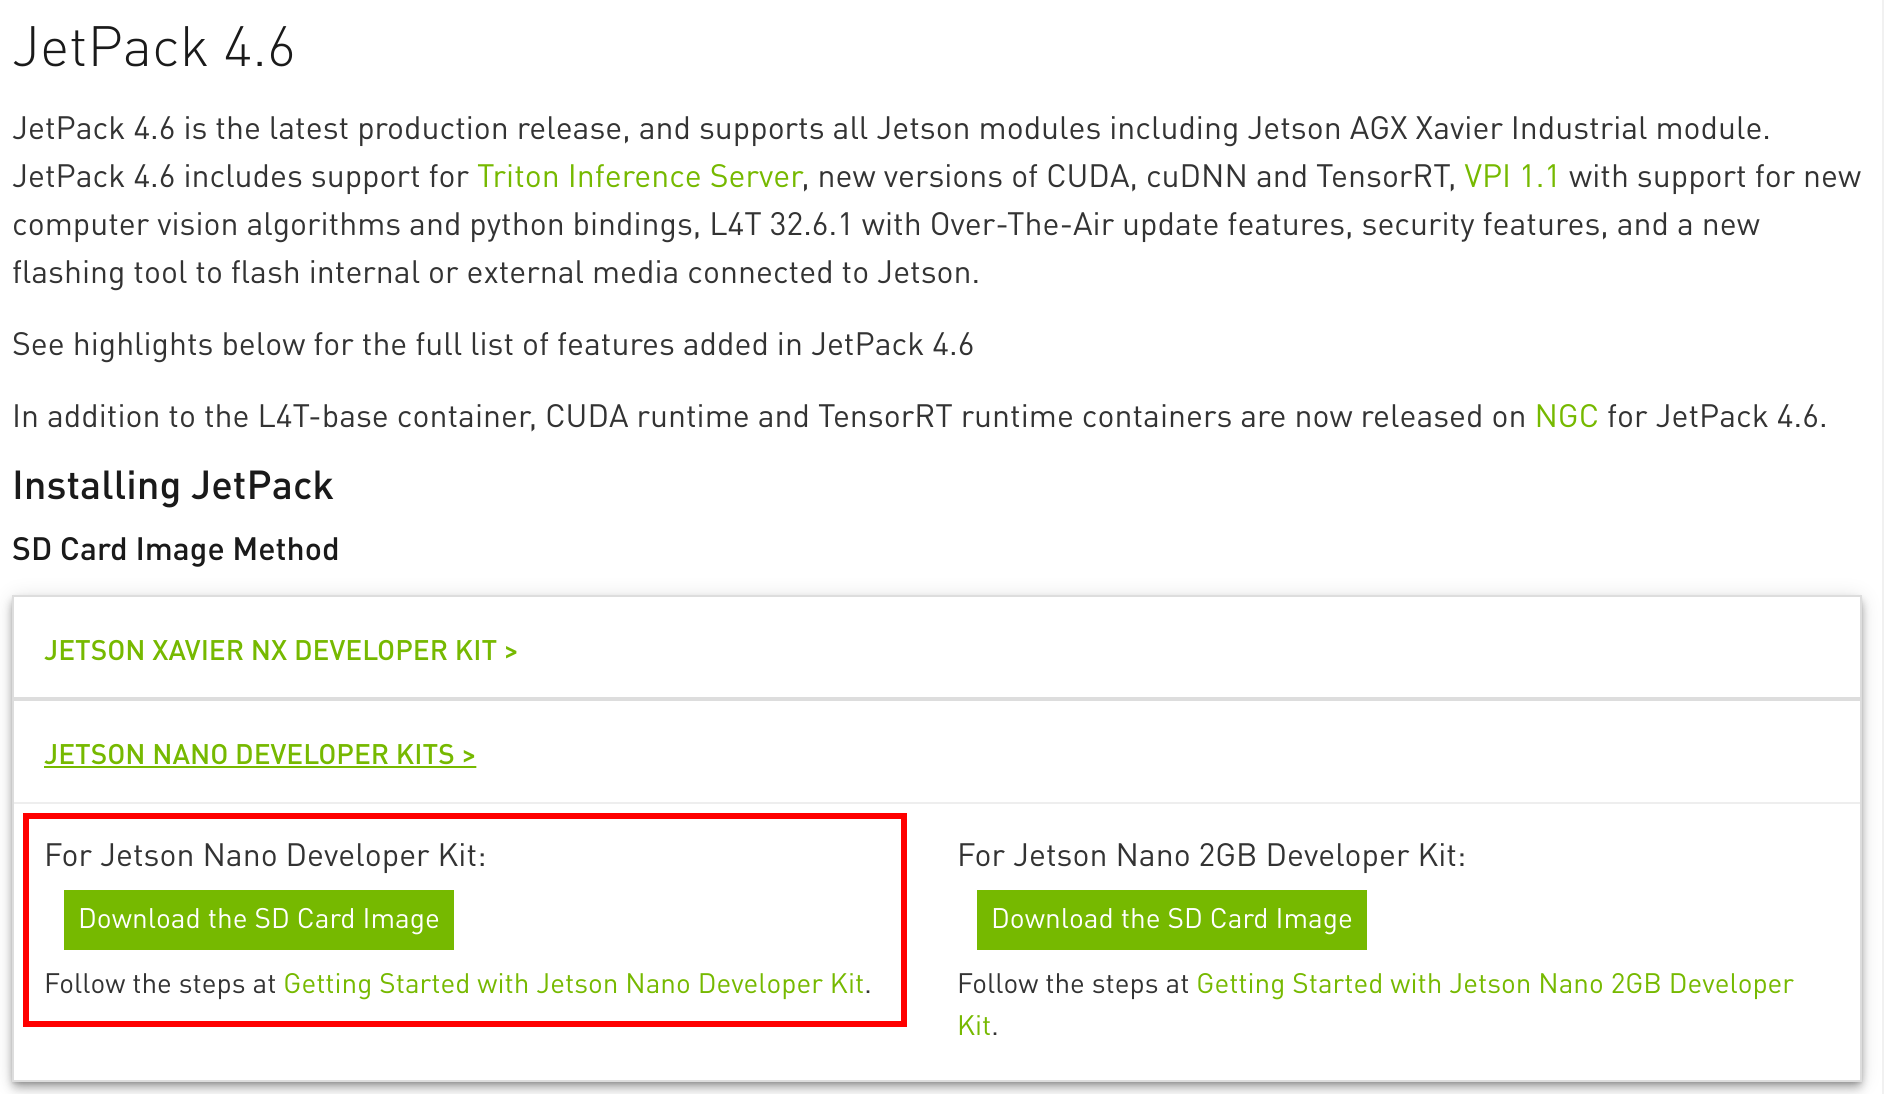 JetPack 4.6
JetPack 4.6 is the latest production release, and supports all Jetson modules including Jetson AGX Xavier Industrial module.
JetPack 4.6 includes support for Triton Inference Server, new versions of CUDA, cuDNN and TensorRT, VPI 1.1 with support for new
computer vision algorithms and python bindings, L4T 32.6.1 with Over-The-Air update features, security features, and a new
flashing tool to flash internal or external media connected to Jetson.
See highlights below for the full list of features added in JetPack 4.6
In addition to the L4T-base container, CUDA runtime and TensorRT runtime containers are now released on NGC for JetPack 4.6.
Installing JetPack
SD Card Image Method
JETSON XAVIER NX DEVELOPER KIT >
JETSON NANO DEVELOPER KITS >
For Jetson Nano Developer Kit:
Download the SD Card Image
Follow the steps at Getting Started with Jetson Nano Developer Kit.
For Jetson Nano 2GB Developer Kit:
Download the SD Card Image
Follow the steps at Getting Started with Jetson Nano 2GB Developer
Kit.